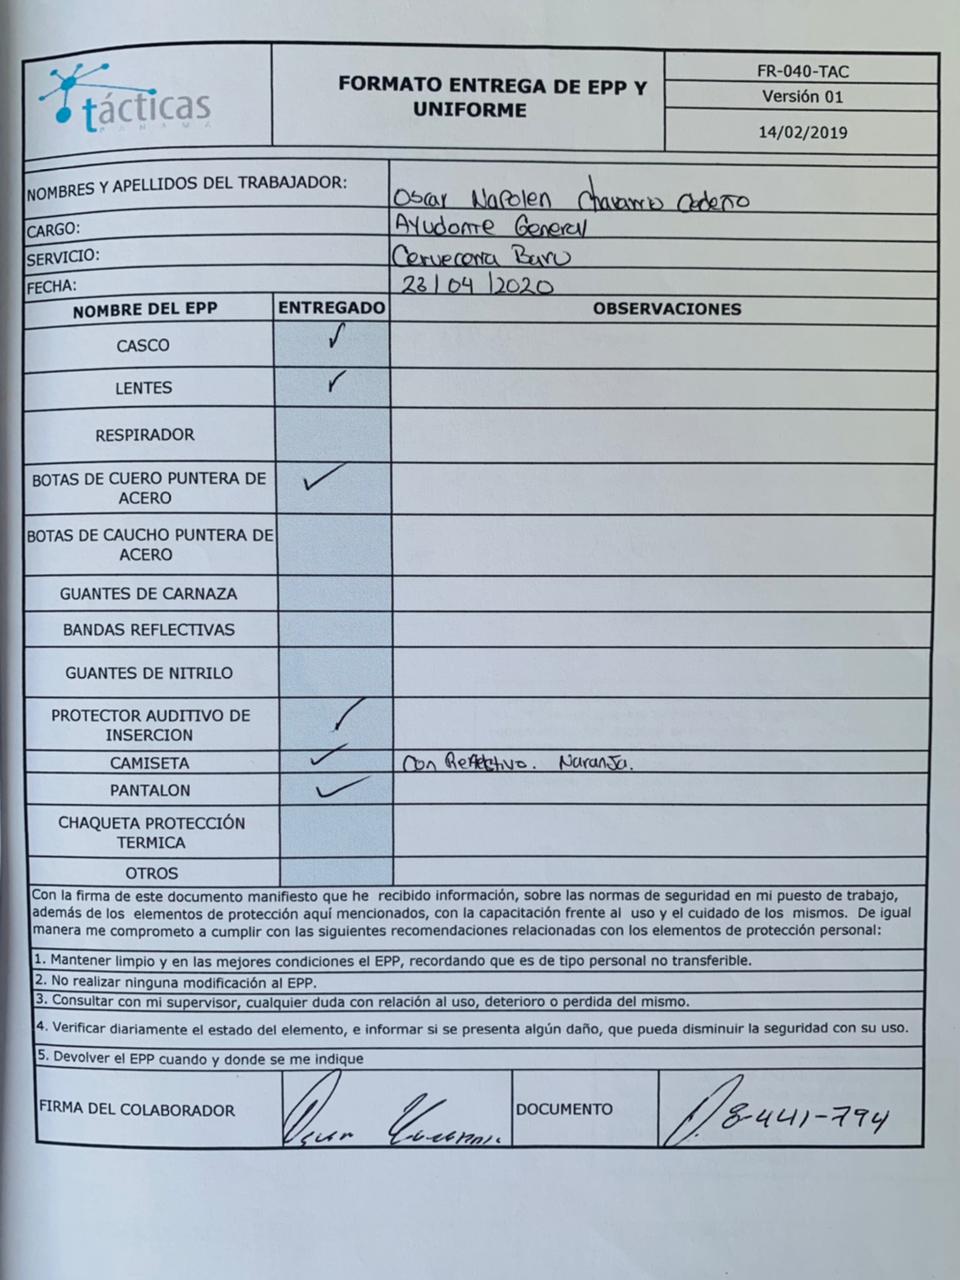 tácticas
PANAMÁ
FORMATO ENTREGA DE EPP Y
UNIFORME
FR-040-TAC
Versión 01
14/02/2019
NOMBRES Y APELLIDOS DEL TRABAJADOR: Oscar Napolen Chavarro Cedeño
CARGO: Ayudante General
SERVICIO: Cerveceria Baru
FECHA: 23/04/2020
NOMBRE DEL EPP ENTREGADO OBSERVACIONES
CASCO ✓
LENTES ✓
RESPIRADOR
BOTAS DE CUERO PUNTERA DE
ACERO ✓
BOTAS DE CAUCHO PUNTERA DE
ACERO
GUANTES DE CARNAZA
BANDAS REFLECTIVAS
GUANTES DE NITRILO
PROTECTOR AUDITIVO DE
INSERCION ✓
CAMISETA ✓ Con Reflectivo. Naranja.
PANTALON ✓
CHAQUETA PROTECCIÓN
TERMICA
OTROS
Con la firma de este documento manifiesto que he recibido información, sobre las normas de seguridad en mi puesto de trabajo,
además de los elementos de protección aquí mencionados, con la capacitación frente al uso y el cuidado de los mismos. De igual
manera me comprometo a cumplir con las siguientes recomendaciones relacionadas con los elementos de protección personal:
1. Mantener limpio y en las mejores condiciones el EPP, recordando que es de tipo personal no transferible.
2. No realizar ninguna modificación al EPP.
3. Consultar con mi supervisor, cualquier duda con relación al uso, deterioro o perdida del mismo.
4. Verificar diariamente el estado del elemento, e informar si se presenta algún daño, que pueda disminuir la seguridad con su uso.
5. Devolver el EPP cuando y donde se me indique
FIRMA DEL COLABORADOR Oscar DOCUMENTO 8-441-794